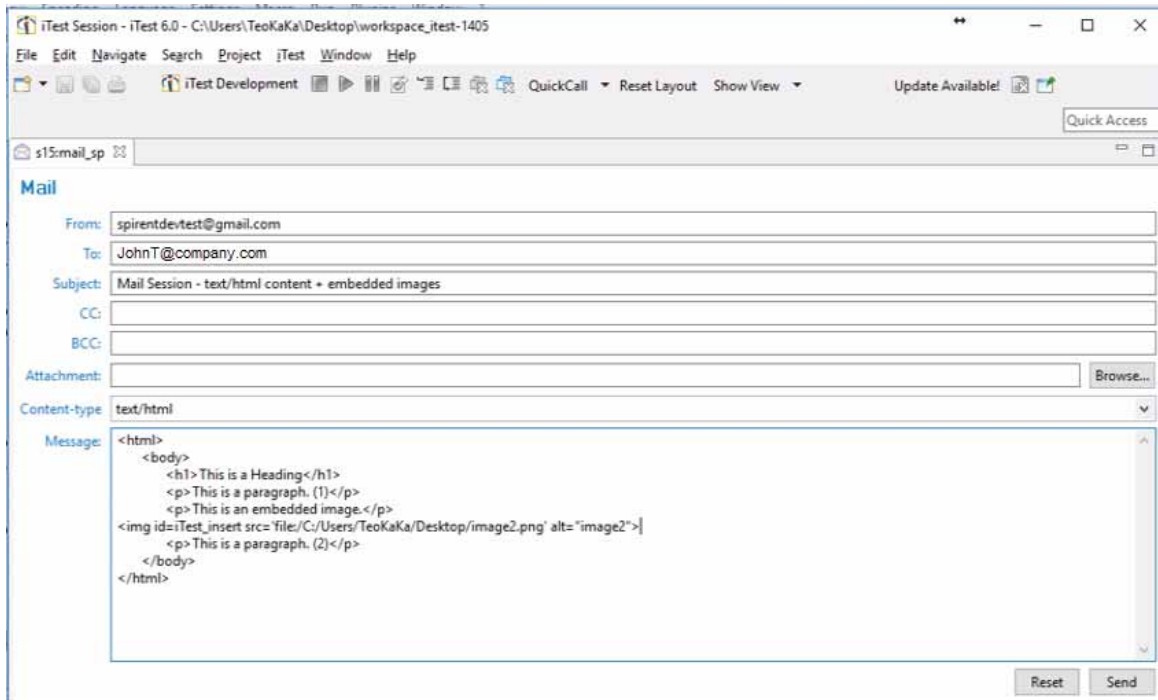 iTest Session - iTest 6.0 - C:\Users\TeoKaKa\Desktop\workspace_itest-1405
File Edit Navigate Search Project iTest Window Help
iTest Development QuickCall Reset Layout Show View Update Available!
Quick Access
s15:mail_sp
Mail
From: spirentdevtest@gmail.com
To: JohnT@company.com
Subject: Mail Session - text/html content + embedded images
CC:
BCC:
Attachment: Browse...
Content-type text/html
Message: <html>
<body>
<h1>This is a Heading</h1>
<p>This is a paragraph. (1)</p>
<p>This is an embedded image.</p>
<img id=iTest_insert src='file:/C:/Users/TeoKaKa/Desktop/image2.png' alt="image2">
<p>This is a paragraph. (2)</p>
</body>
</html>
Reset Send